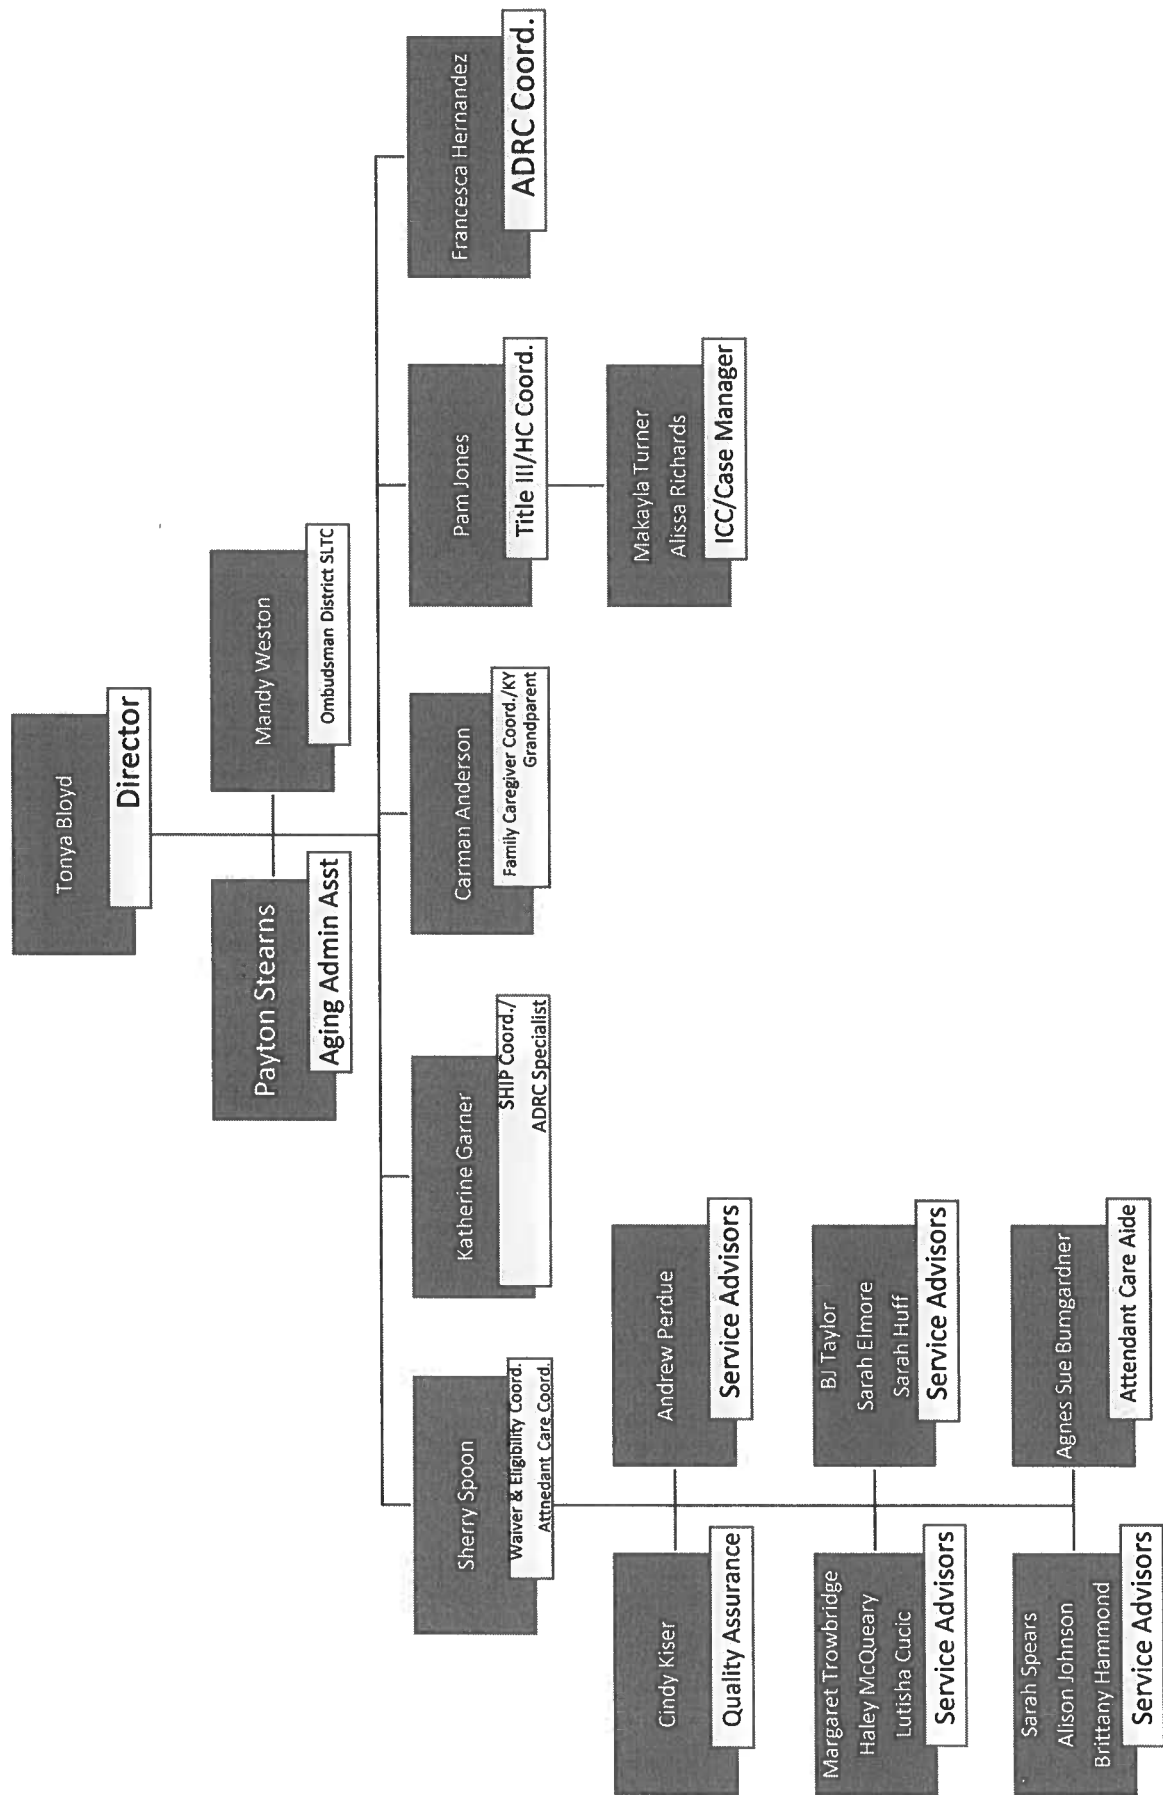 Tonya Bloyd
Director
Payton Stearns
Aging Admin Asst
Mandy Weston
Ombudsman District SLTC
Sherry Spoon
Waiver & Eligibility Coord.
Attnedant Care Coord.
Katherine Garner
SHIP Coord./
ADRC Specialist
Carman Anderson
Family Caregiver Coord./KY
Grandparent
Pam Jones
Title III/HC Coord.
Francesca Hernandez
ADRC Coord.
Cindy Kiser
Quality Assurance
Andrew Perdue
Service Advisors
Makayla Turner
Alissa Richards
ICC/Case Manager
Margaret Trowbridge
Haley McQueary
Lutisha Cucic
Service Advisors
BJ Taylor
Sarah Elmore
Sarah Huff
Service Advisors
Sarah Spears
Alison Johnson
Brittany Hammond
Service Advisors
Agnes Sue Bumgardner
Attendant Care Aide